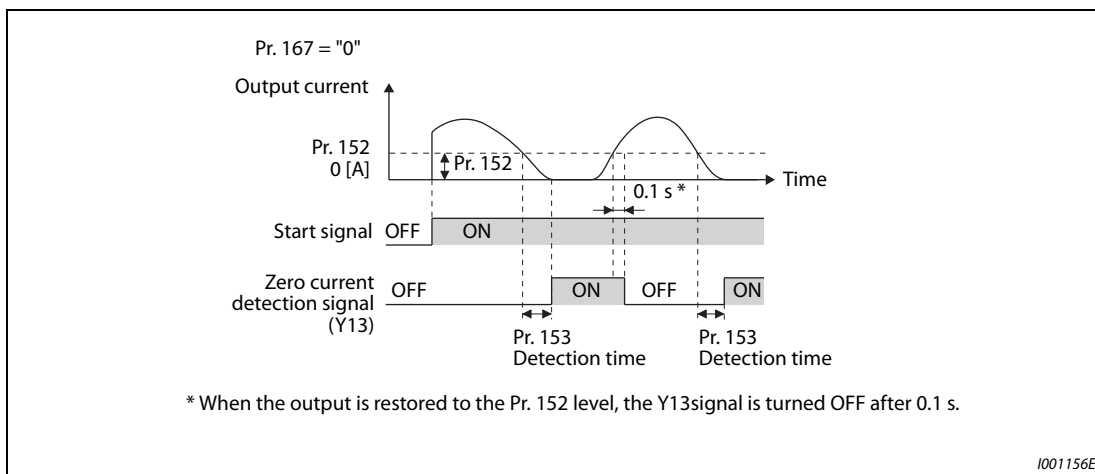 Pr. 167 = "0"
Output current
Pr. 152
0 [A]
Pr. 152
Time
0.1 s *
Start signal
OFF
ON
Zero current
detection signal
(Y13)
OFF
ON
OFF
ON
Pr. 153
Detection time
Pr. 153
Detection time
* When the output is restored to the Pr. 152 level, the Y13signal is turned OFF after 0.1 s.
I001156E